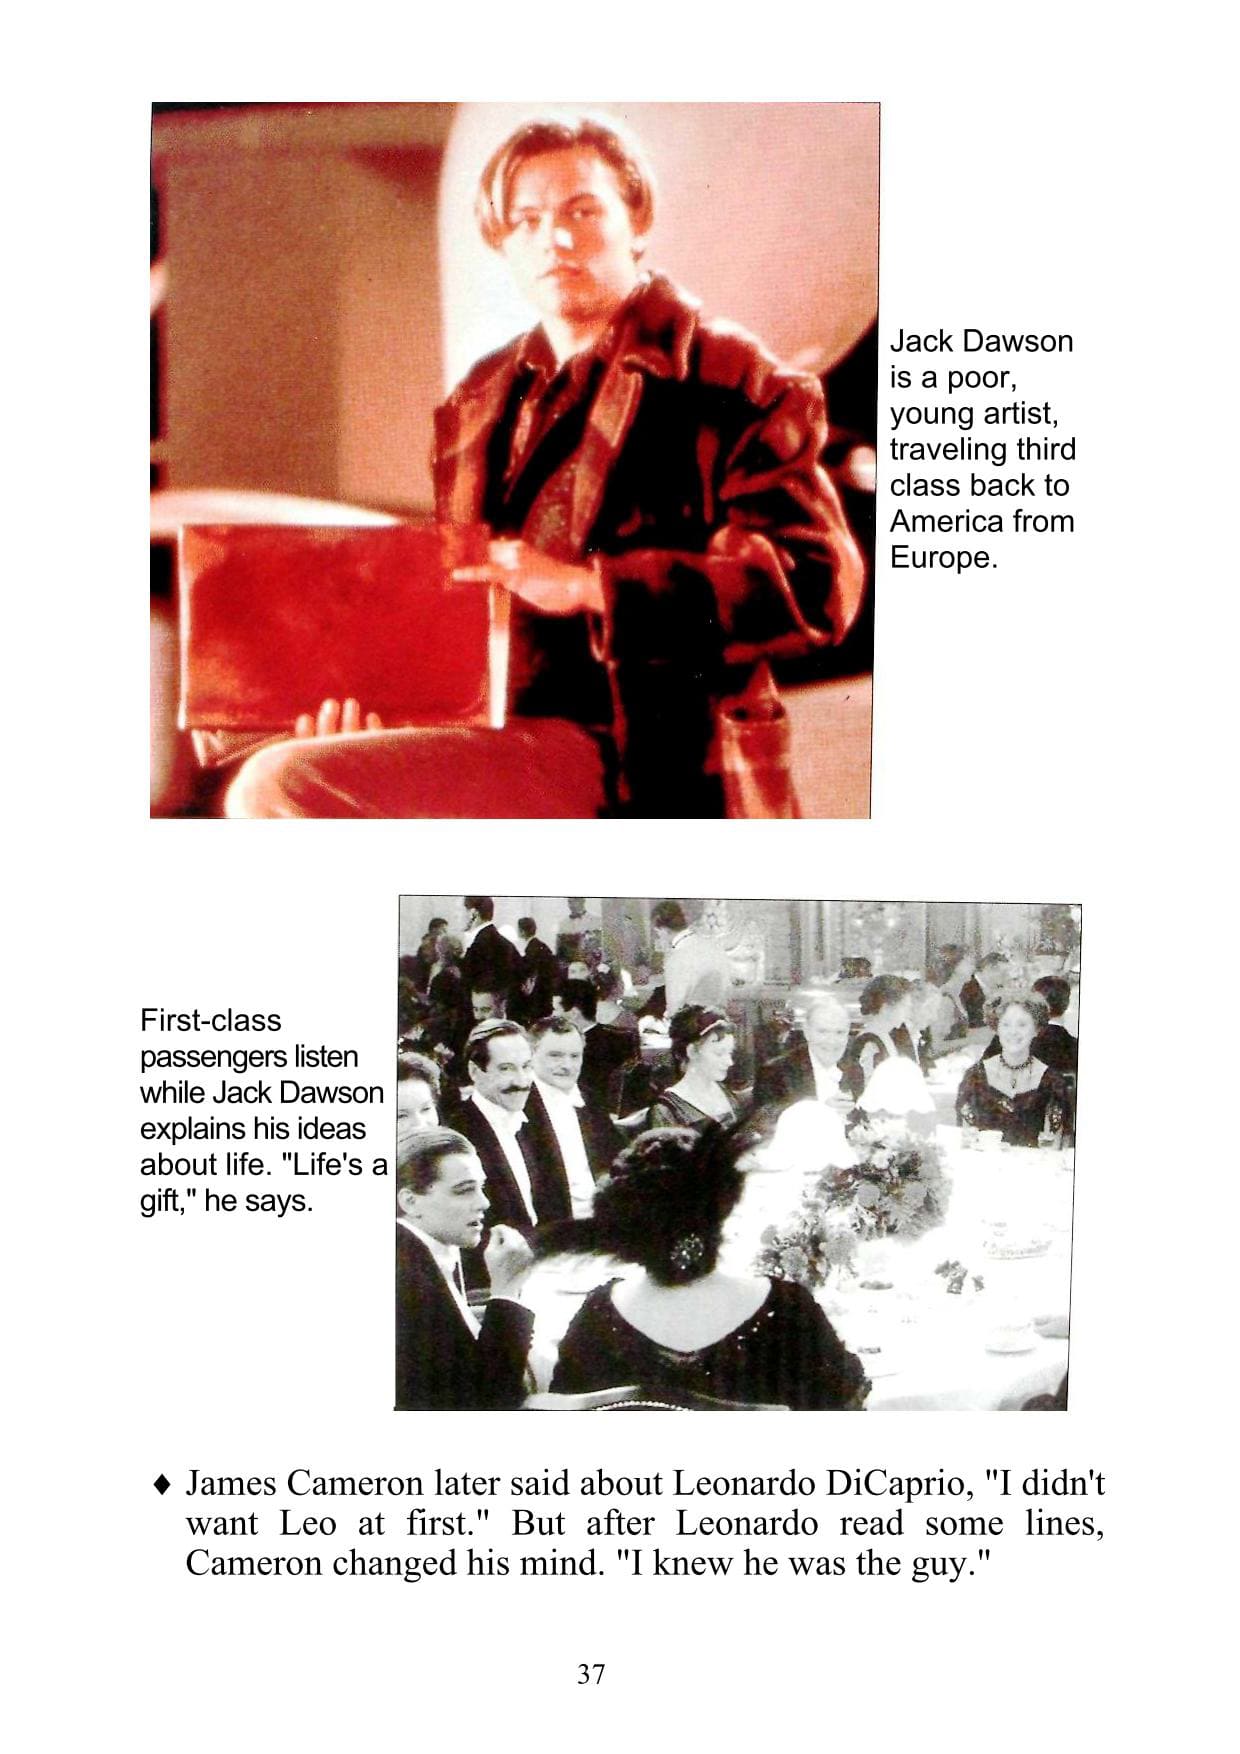 Jack Dawson
is a poor,
young artist,
traveling third
class back to
America from
Europe.
First-class
passengers listen
while Jack Dawson
explains his ideas
about life. "Life's a
gift," he says.
♦ James Cameron later said about Leonardo DiCaprio, "I didn't
want Leo at first." But after Leonardo read some lines,
Cameron changed his mind. "I knew he was the guy."
37